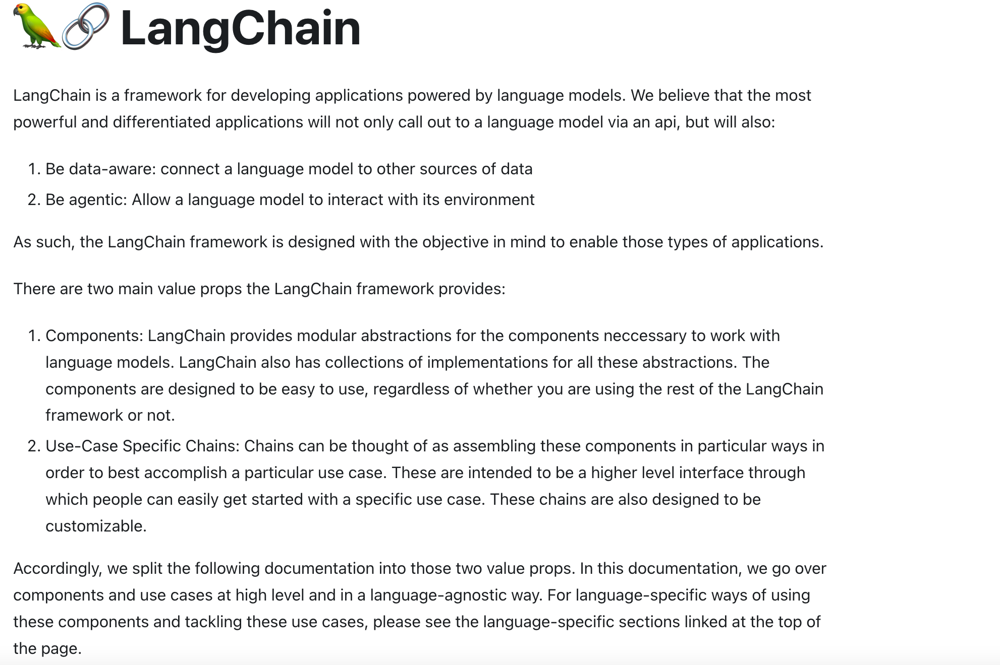 LangChain
LangChain is a framework for developing applications powered by language models. We believe that the most
powerful and differentiated applications will not only call out to a language model via an api, but will also:
1. Be data-aware: connect a language model to other sources of data
2. Be agentic: Allow a language model to interact with its environment
As such, the LangChain framework is designed with the objective in mind to enable those types of applications.
There are two main value props the LangChain framework provides:
1. Components: LangChain provides modular abstractions for the components neccessary to work with
language models. LangChain also has collections of implementations for all these abstractions. The
components are designed to be easy to use, regardless of whether you are using the rest of the LangChain
framework or not.
2. Use-Case Specific Chains: Chains can be thought of as assembling these components in particular ways in
order to best accomplish a particular use case. These are intended to be a higher level interface through
which people can easily get started with a specific use case. These chains are also designed to be
customizable.
Accordingly, we split the following documentation into those two value props. In this documentation, we go over
components and use cases at high level and in a language-agnostic way. For language-specific ways of using
these components and tackling these use cases, please see the language-specific sections linked at the top of
the page.